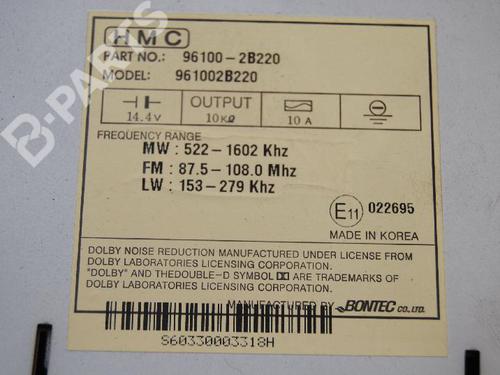 HMC
PART NO.: 96100-2B220
MODEL: 961002B220
14.4V
OUTPUT
10KΩ
10 A
FREQUENCY RANGE
MW : 522-1602 Khz
FM : 87.5-108.0 Mhz
LW : 153-279 Khz
E11 022695
MADE IN KOREA
DOLBY NOISE REDUCTION MANUFACTURED UNDER LICENSE FROM
DOLBY LABORATORIES LICENSING CORPORATION.
"DOLBY" AND THEDOUBLE-D SYMBOL ARE TRADEMARKS OF
DOLBY LABORATORIES LICENSING CORPORATION.
MANUFACTURED BY BONTEC CO., LTD.
S60330003318H
B-PARTS